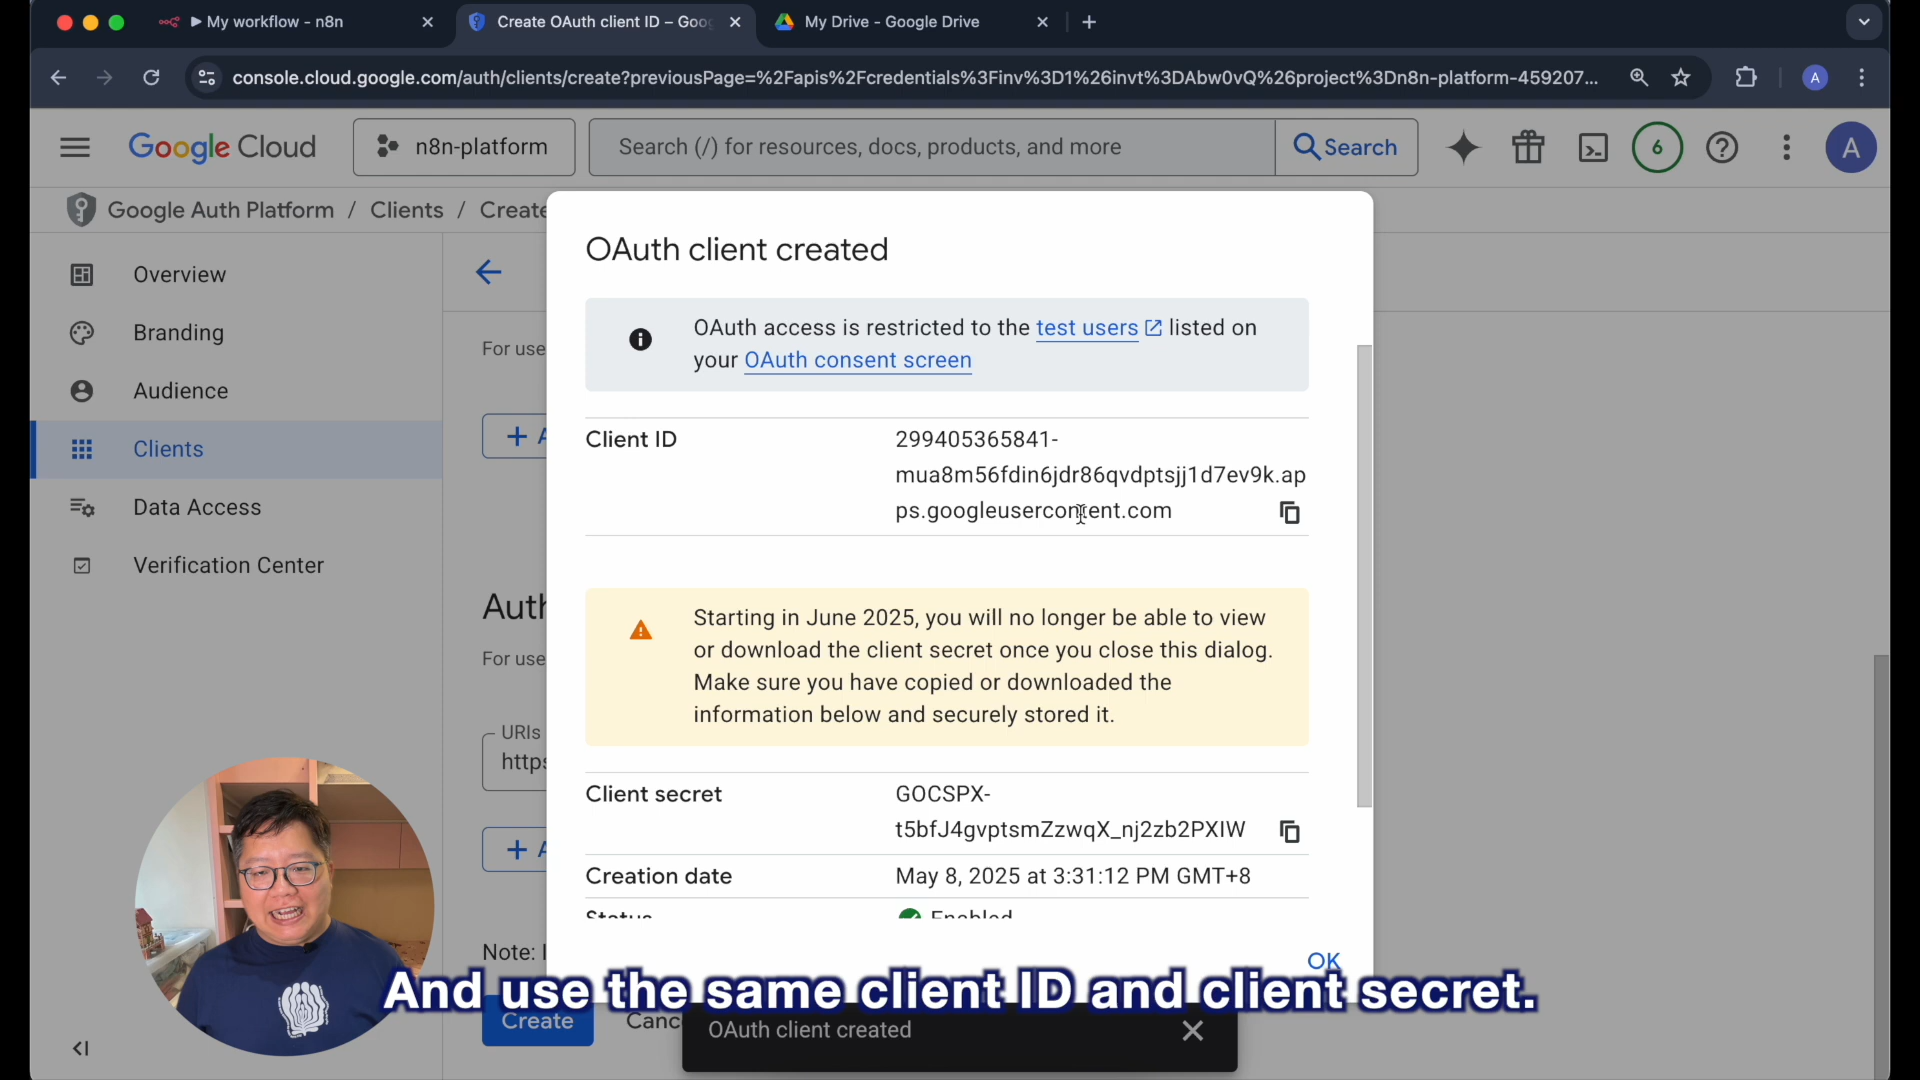 My workflow - n8n
Create OAuth client ID – Goo
My Drive - Google Drive
console.cloud.google.com/auth/clients/create?previousPage=%2Fapis%2Fcredentials%3Finv%3D1%26invt%3DAbw0vQ%26project%3Dn8n-platform-459207...
A
Google Cloud
n8n-platform
Search (/) for resources, docs, products, and more
Search
6
A
Google Auth Platform / Clients / Create
Overview
Branding
Audience
Clients
Data Access
Verification Center
For use
+ A
Auth
For use
URIs
https
+ A
Note: I
Create
Canc
OAuth client created
OAuth access is restricted to the test users listed on
your OAuth consent screen
Client ID
299405365841-
mua8m56fdin6jdr86qvdptsjj1d7ev9k.ap
ps.googleusercontent.com
Starting in June 2025, you will no longer be able to view
or download the client secret once you close this dialog.
Make sure you have copied or downloaded the
information below and securely stored it.
Client secret
GOCSPX-
t5bfJ4gvptsmZzwqX_nj2zb2PXIW
Creation date
May 8, 2025 at 3:31:12 PM GMT+8
Status
Enabled
OK
And use the same client ID and client secret.
OAuth client created